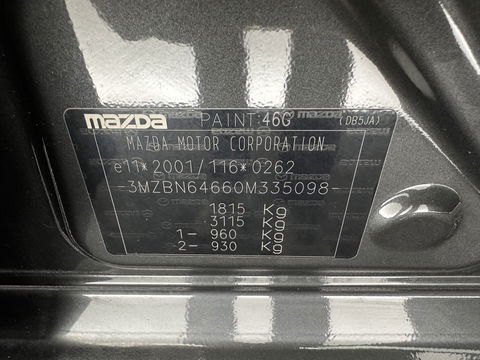 mazda PAINT:46G (DB5JA)
MAZDA MOTOR CORPORATION
e11*2001/116*0262
-3MZBN64660M335098-
1815 Kg
3115 Kg
1- 960 Kg
2- 930 Kg